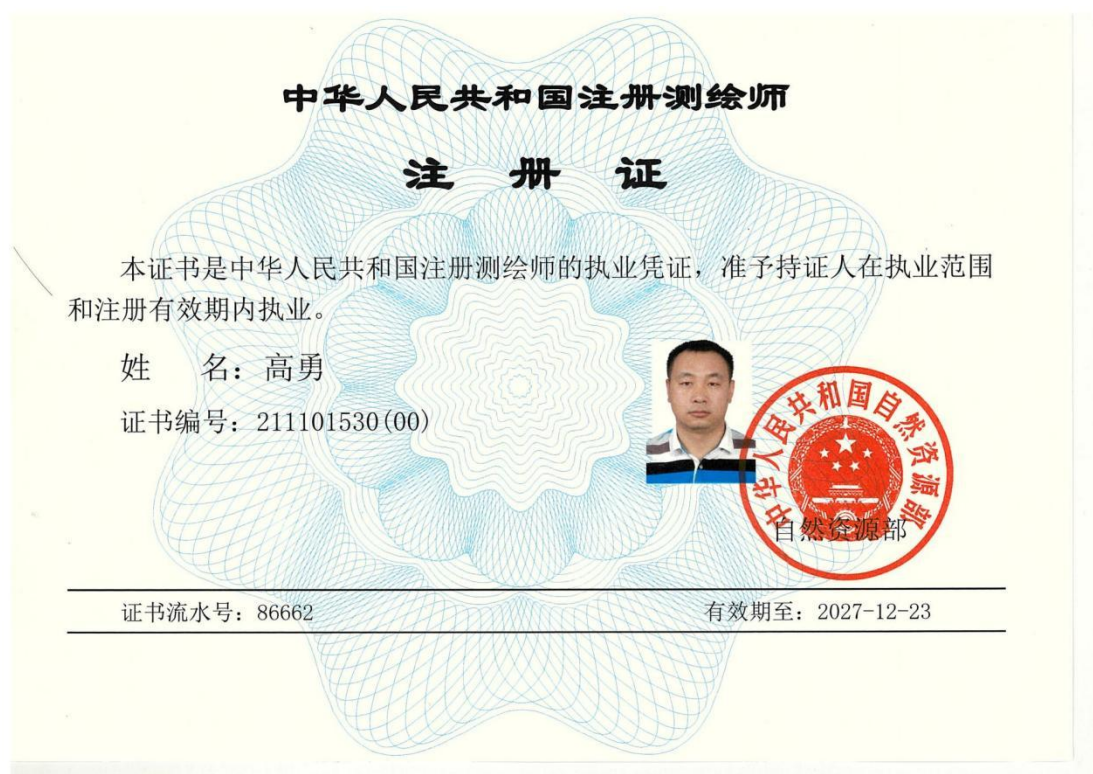 中华人民共和国注册测绘师
注 册 证
本证书是中华人民共和国注册测绘师的执业凭证，准予持证人在执业范围
和注册有效期内执业。
姓 名：高勇
证书编号：211101530(00)
中华人民共和国自然资源部
自然资源部
证书流水号：86662
有效期至：2027-12-23